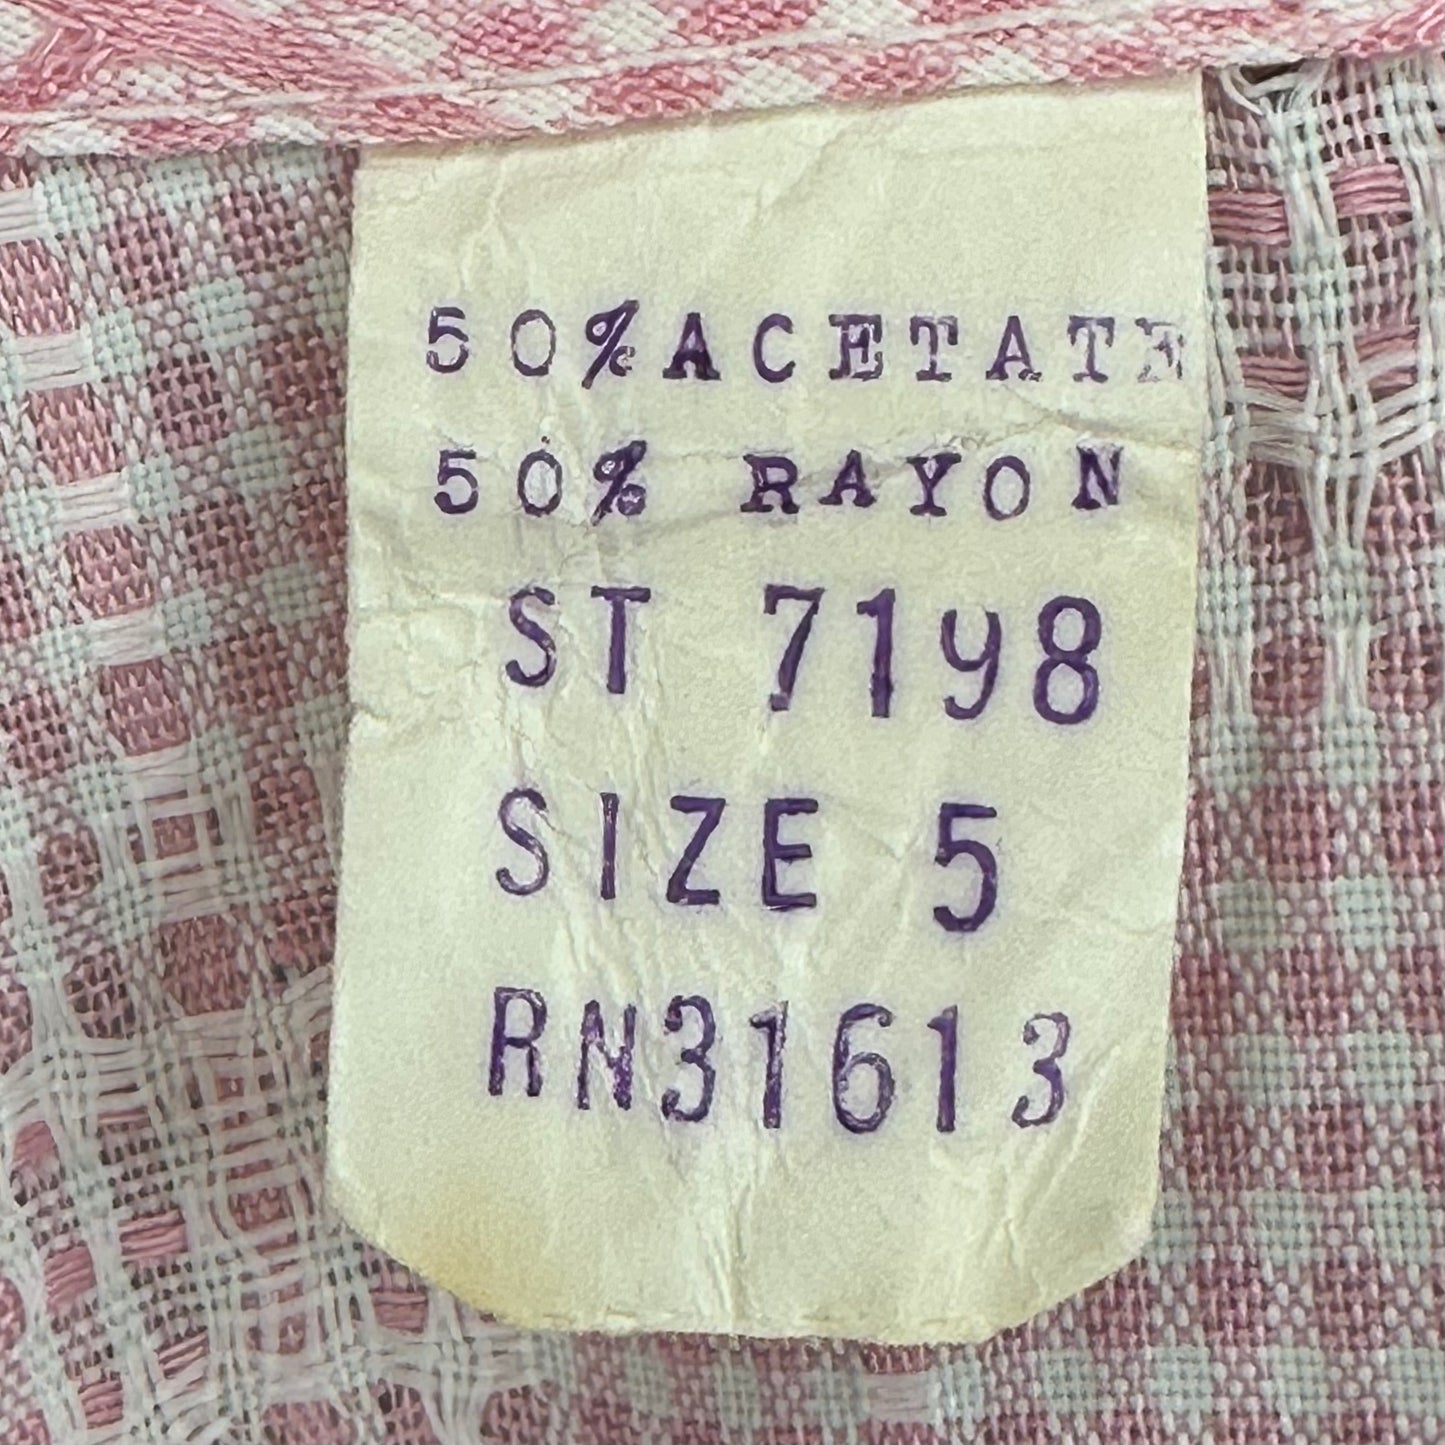 50% ACETATE
50% RAYON
ST 7198
SIZE 5
RN31613